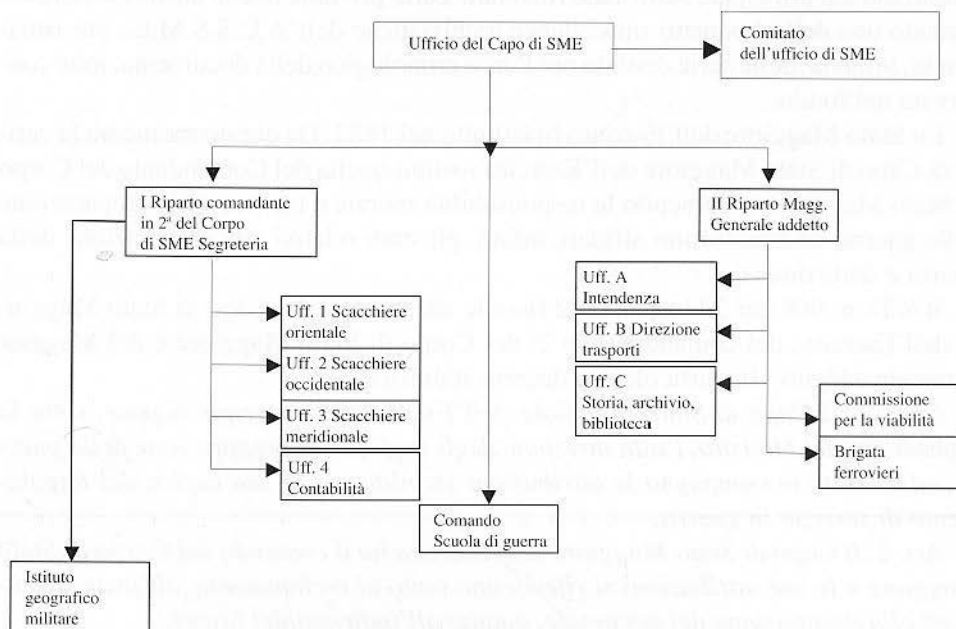 Ufficio del Capo di SME
Comitato
dell'ufficio di SME
I Riparto comandante
in 2ª del Corpo
di SME Segreteria
II Riparto Magg.
Generale addetto
Uff. 1 Scacchiere
orientale
Uff. 2 Scacchiere
occidentale
Uff. 3 Scacchiere
meridionale
Uff. 4
Contabilità
Uff. A
Intendenza
Uff. B Direzione
trasporti
Uff. C
Storia, archivio,
biblioteca
Commissione
per la viabilità
Brigata
ferrovieri
Comando
Scuola di guerra
Istituto
geografico
militare